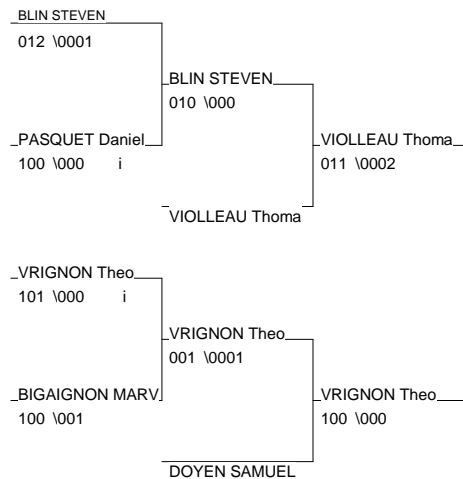 BLIN STEVEN
012 \0001
BLIN STEVEN
010 \000
PASQUET Daniel
100 \000 i
VIOLLEAU Thoma
011 \0002
VIOLLEAU Thoma
VRIGNON Theo
101 \000 i
VRIGNON Theo
001 \0001
BIGAIGNON MARV
100 \001
VRIGNON Theo
100 \000
DOYEN SAMUEL